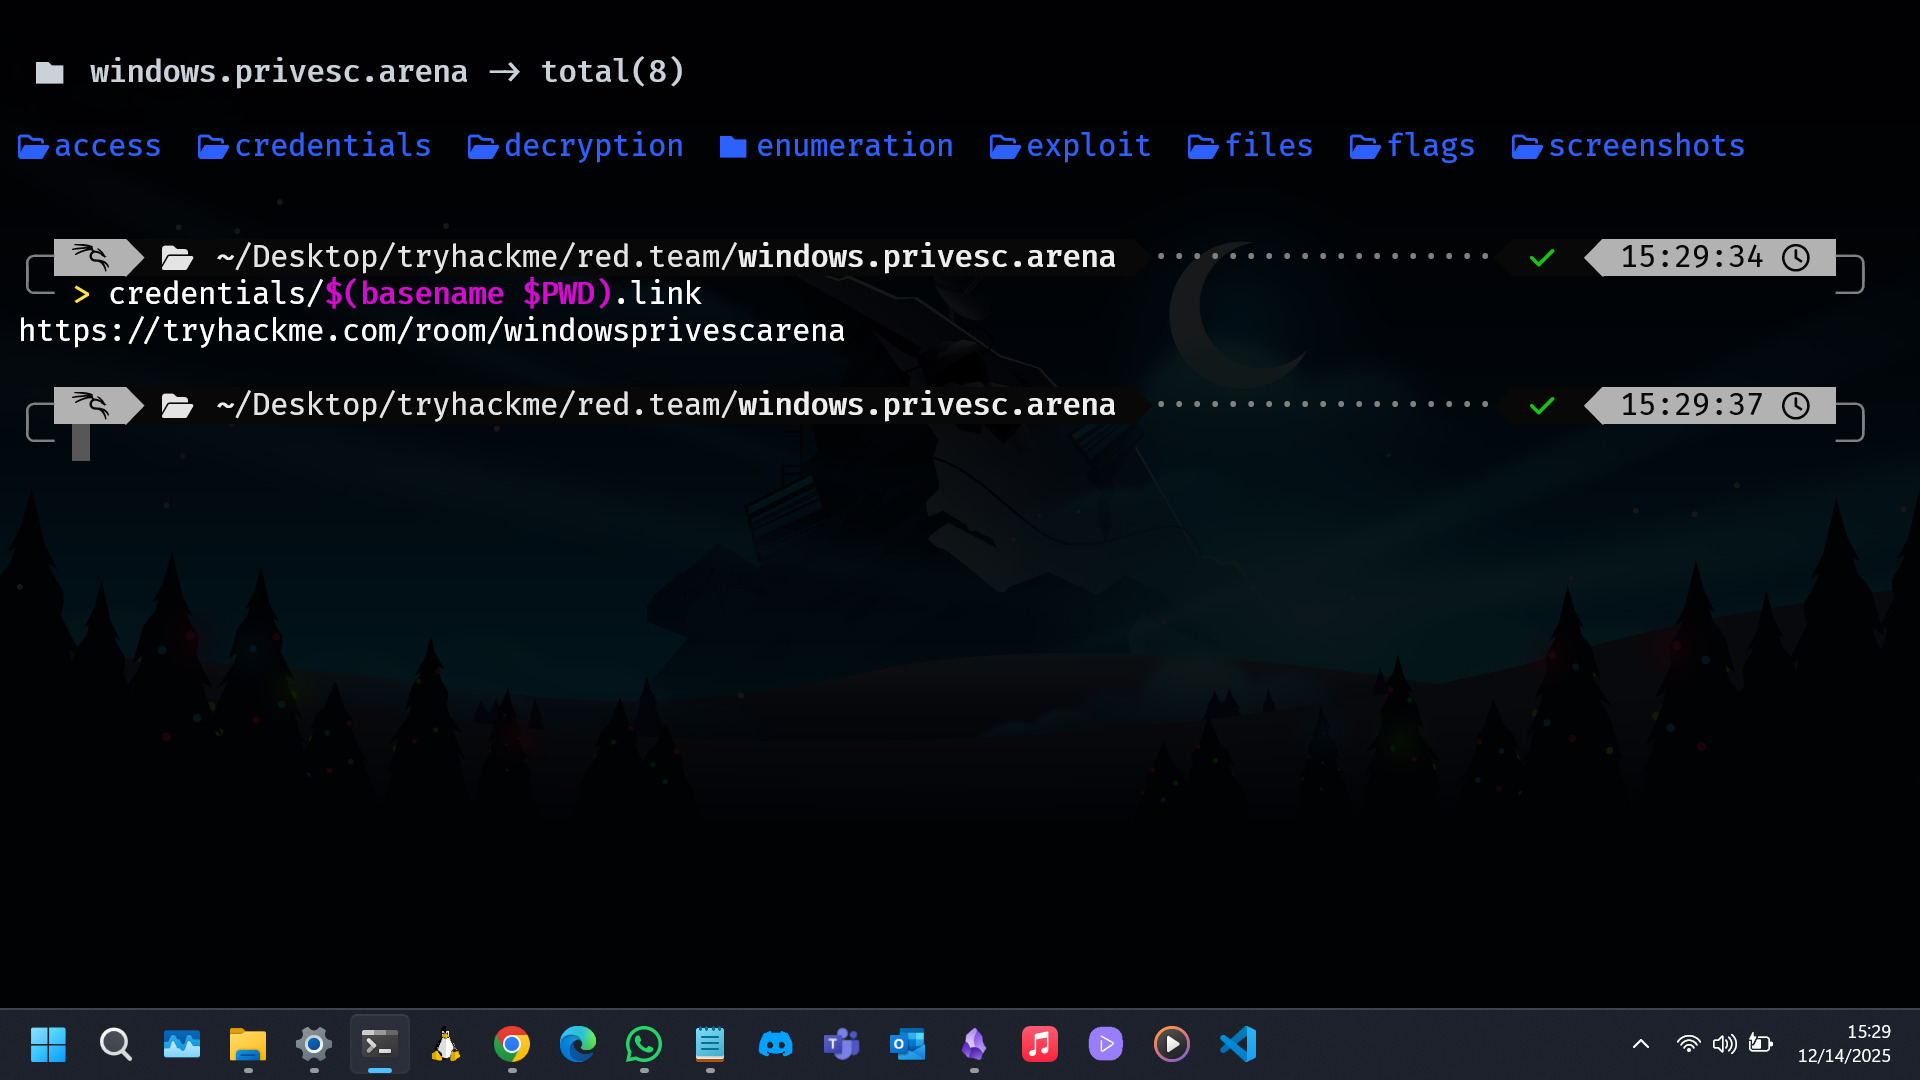 windows.privesc.arena → total(8)
access credentials decryption enumeration exploit files flags screenshots
~/Desktop/tryhackme/red.team/windows.privesc.arena 15:29:34
> credentials/$(basename $PWD).link
https://tryhackme.com/room/windowsprivescarena
~/Desktop/tryhackme/red.team/windows.privesc.arena 15:29:37
15:29
12/14/2025